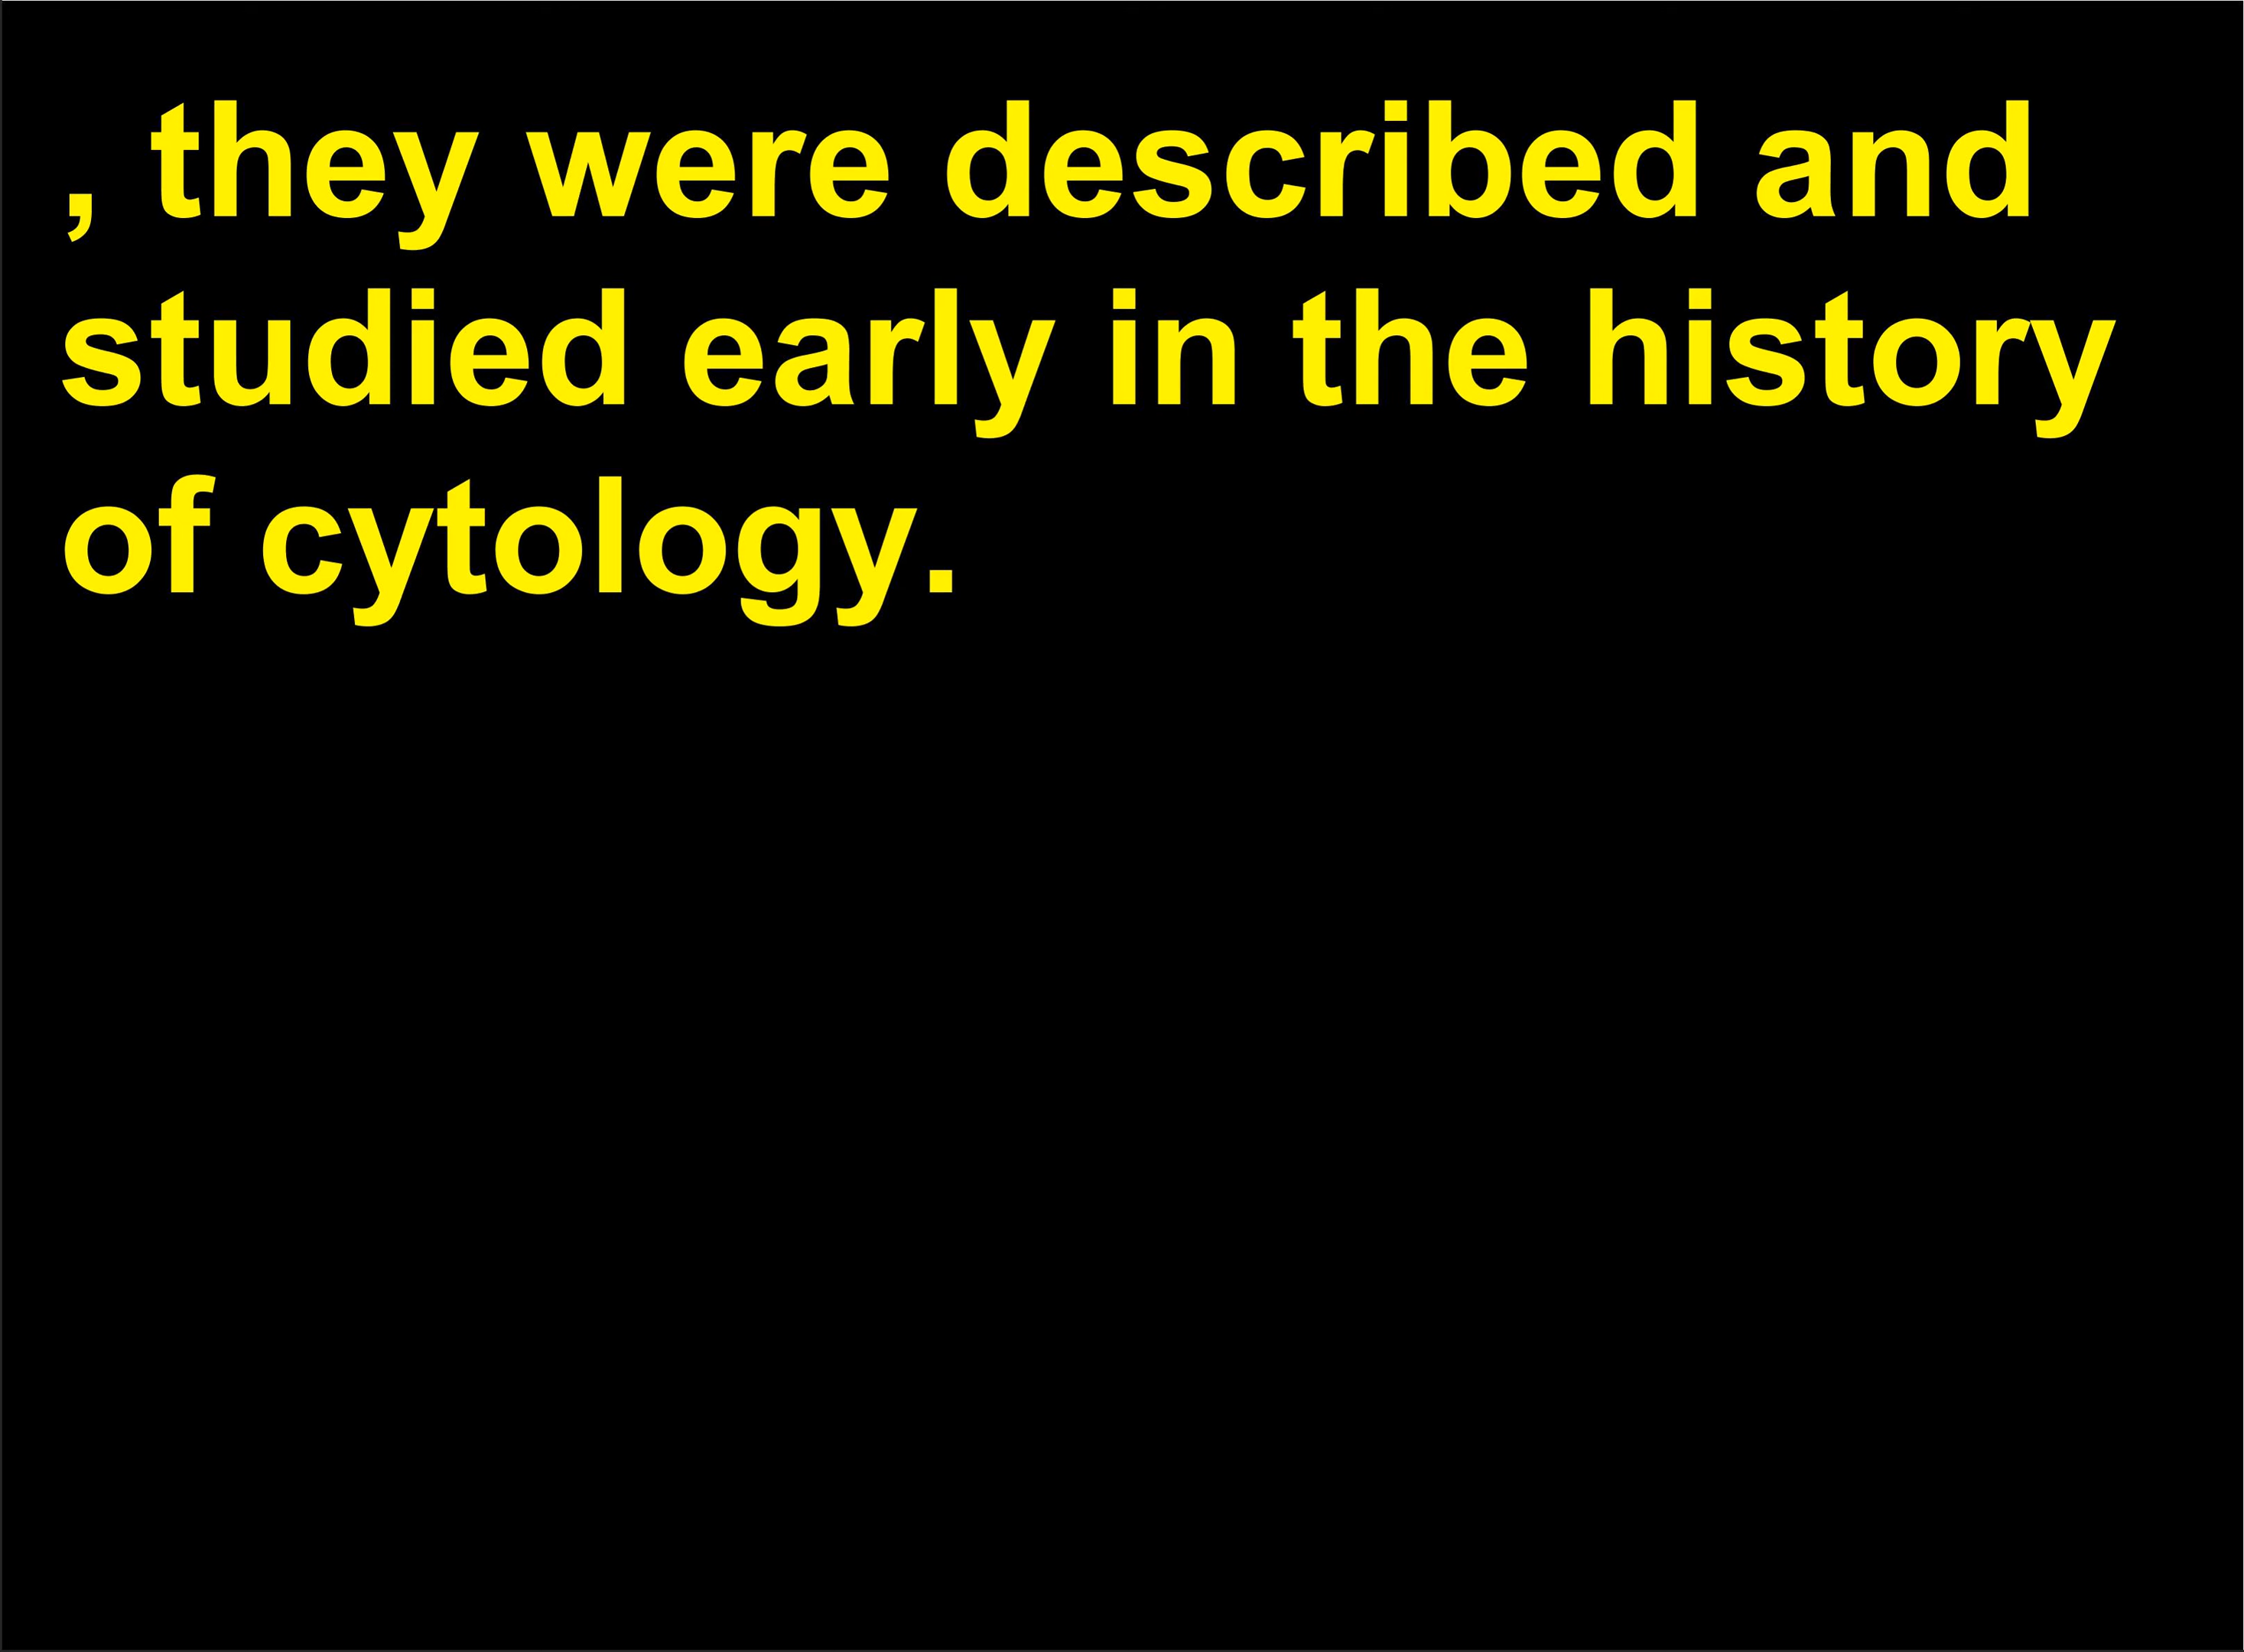 , they were described and
studied early in the history
of cytology.